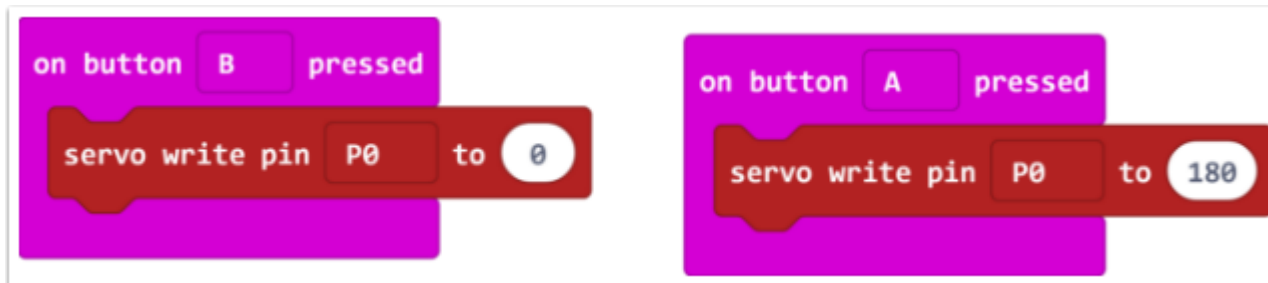 on button B pressed
servo write pin P0 to 0
on button A pressed
servo write pin P0 to 180